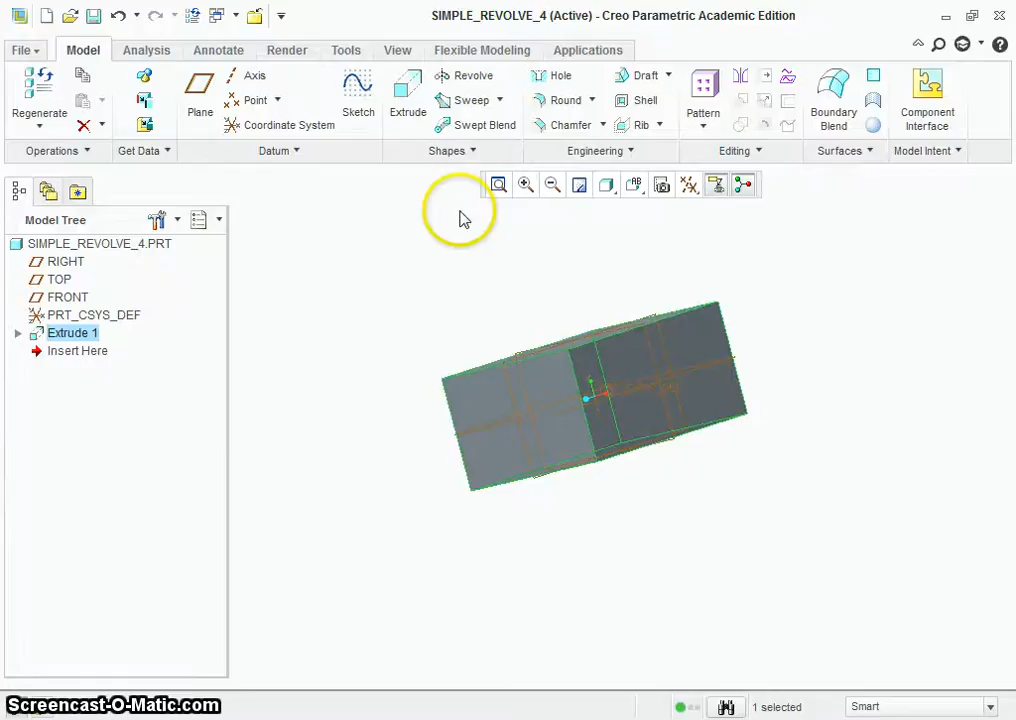 SIMPLE_REVOLVE_4 (Active) - Creo Parametric Academic Edition
File Model Analysis Annotate Render Tools View Flexible Modeling Applications
Regenerate
Plane
Axis
Point
Coordinate System
Sketch
Extrude
Revolve
Sweep
Swept Blend
Hole
Round
Chamfer
Draft
Shell
Rib
Pattern
Boundary
Blend
Component
Interface
Operations Get Data Datum Shapes Engineering Editing Surfaces Model Intent
Model Tree
SIMPLE_REVOLVE_4.PRT
RIGHT
TOP
FRONT
PRT_CSYS_DEF
Extrude 1
Insert Here
Screencast-O-Matic.com
1 selected
Smart